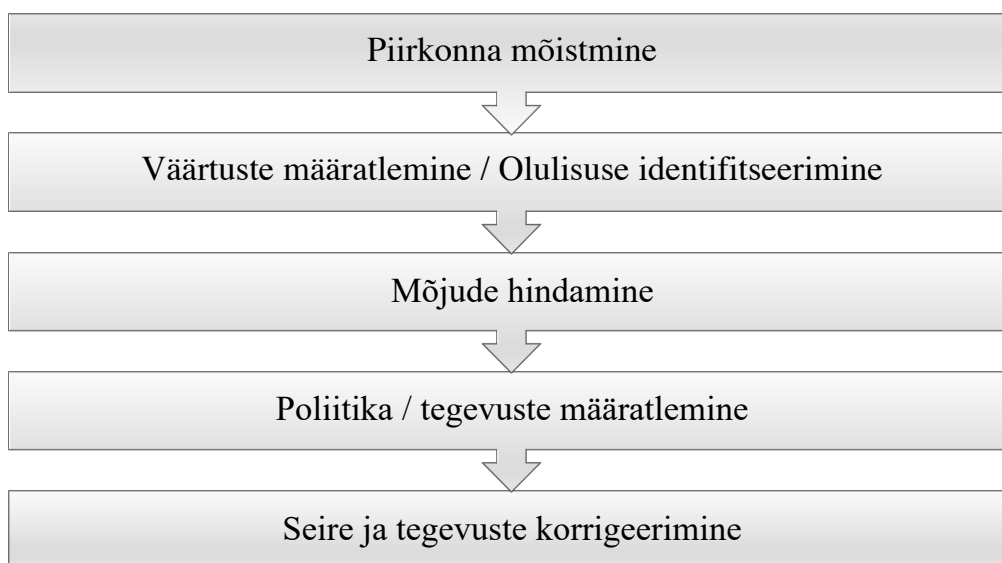 Piirkonna mõistmine
Väärtuste määratlemine / Olulisuse identifitseerimine
Mõjude hindamine
Poliitika / tegevuste määratlemine
Seire ja tegevuste korrigeerimine